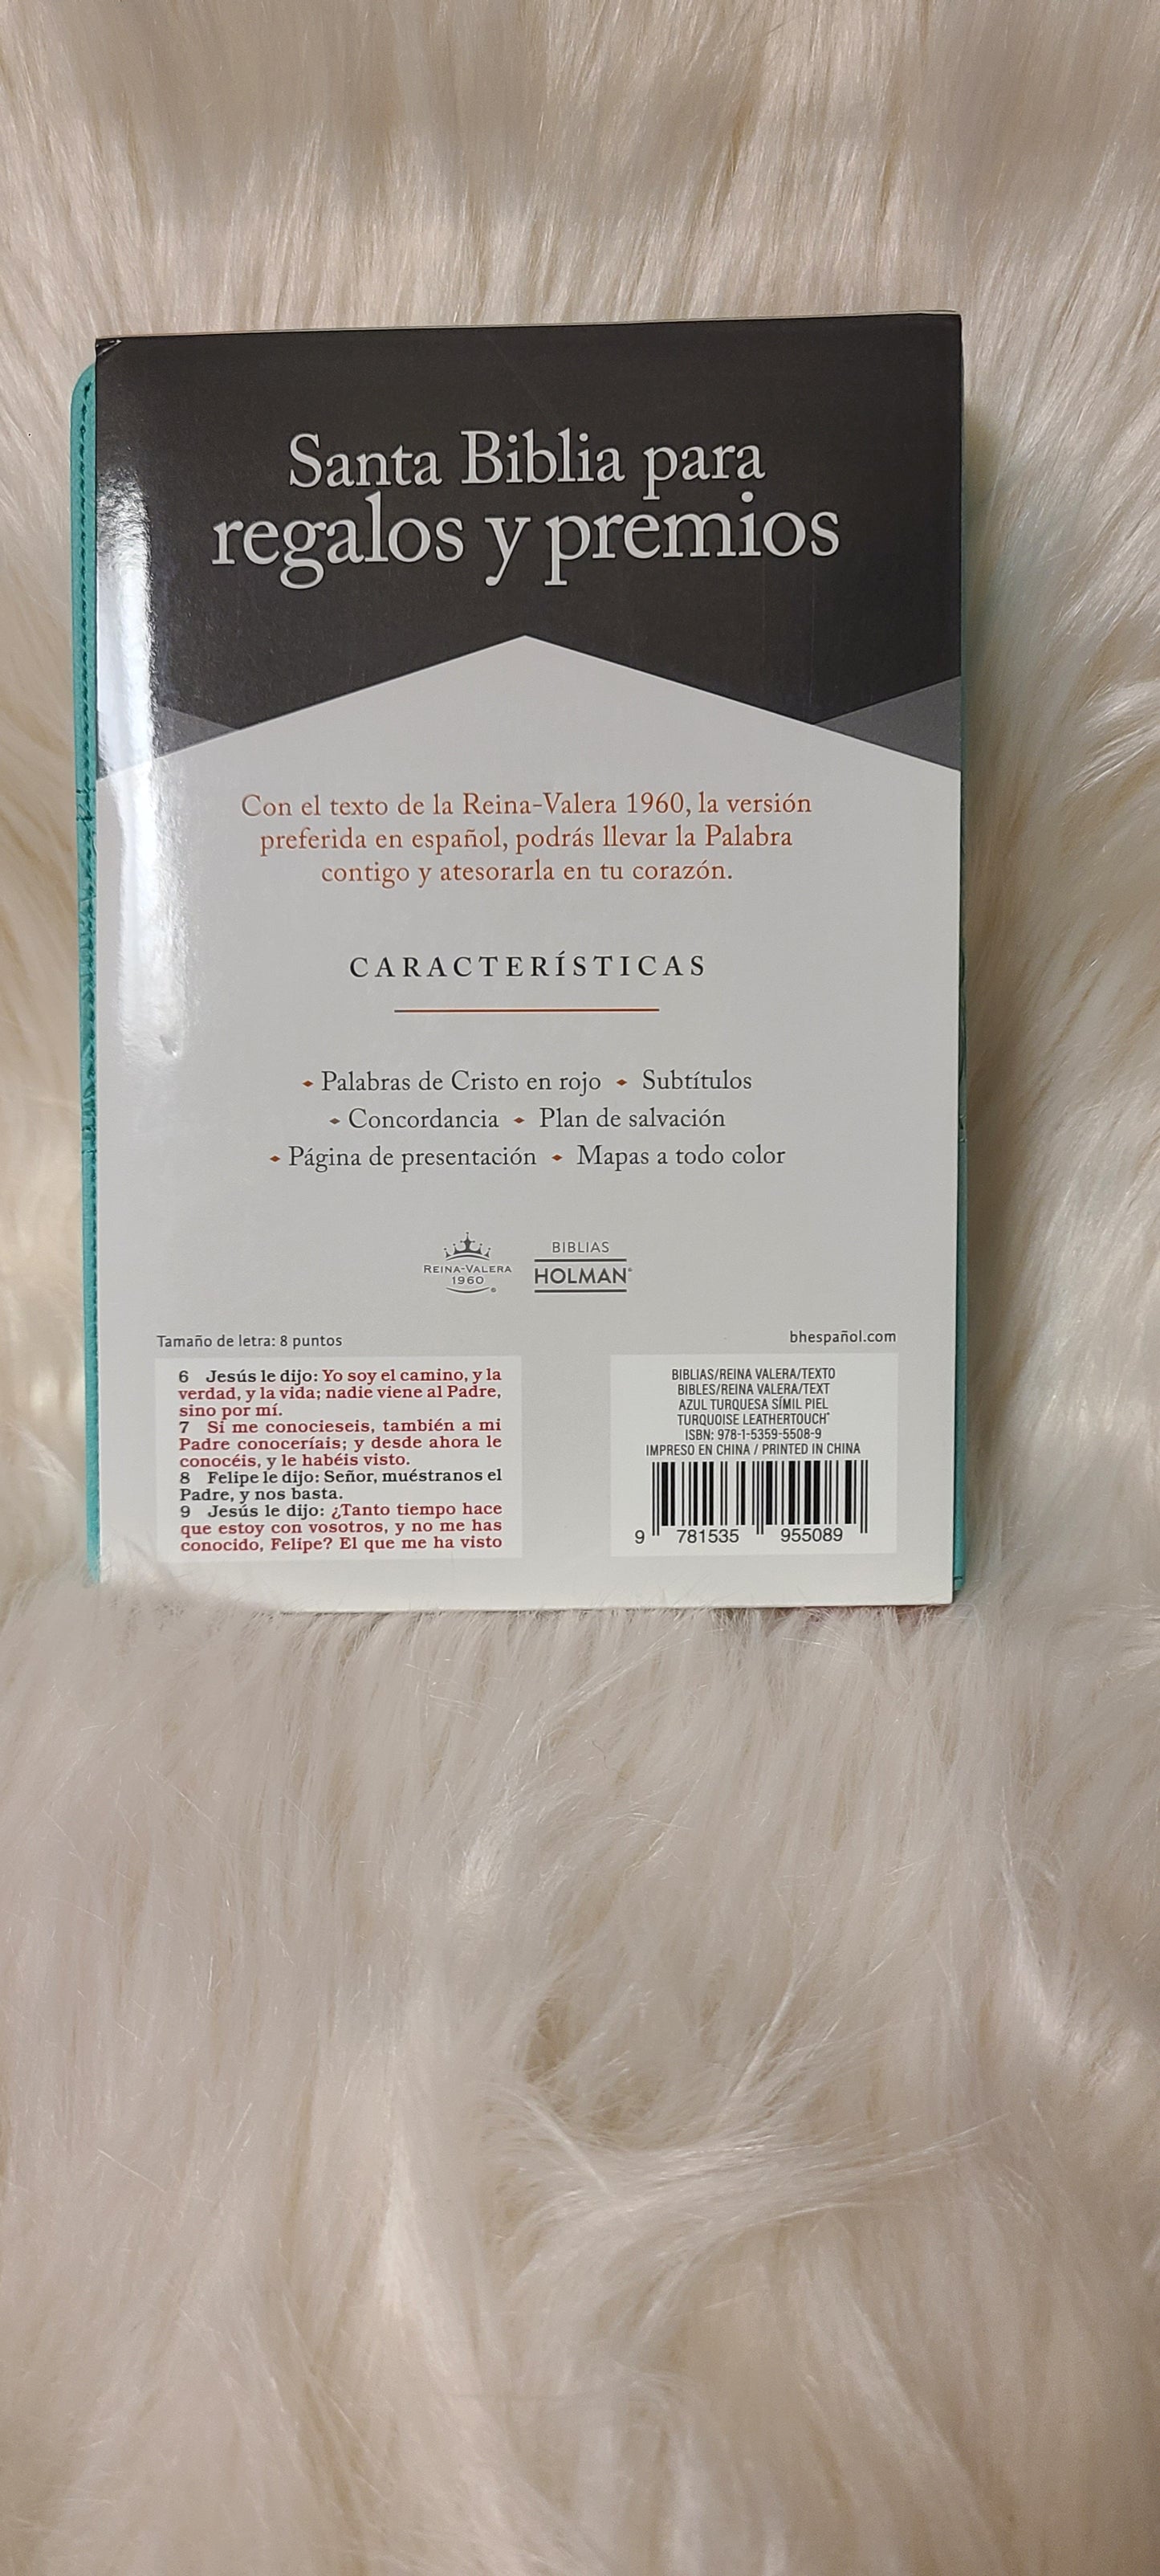 Santa Biblia para
regalos y premios
Con el texto de la Reina-Valera 1960, la versión
preferida en español, podrás llevar la Palabra
contigo y atesorarla en tu corazón.
CARACTERÍSTICAS
Palabras de Cristo en rojo Subtítulos
Concordancia Plan de salvación
Página de presentación Mapas a todo color
REINA-VALERA
1960
®
BIBLIAS
HOLMAN®
Tamaño de letra: 8 puntos
6 Jesús le dijo: Yo soy el camino, y la
verdad, y la vida; nadie viene al Padre,
sino por mí.
7 Si me conocieseis, también a mi
Padre conoceríais; y desde ahora le
conocéis, y le habéis visto.
8 Felipe le dijo: Señor, muéstranos el
Padre, y nos basta.
9 Jesús le dijo: ¿Tanto tiempo hace
que estoy con vosotros, y no me has
conocido, Felipe? El que me ha visto
bhespañol.com
BIBLIAS/REINA VALERA/TEXTO
BIBLES/REINA VALERA/TEXT
AZUL TURQUESA SÍMIL PIEL
TURQUOISE LEATHERTOUCH®
ISBN: 978-1-5359-5508-9
IMPRESO EN CHINA / PRINTED IN CHINA
9 781535 955089